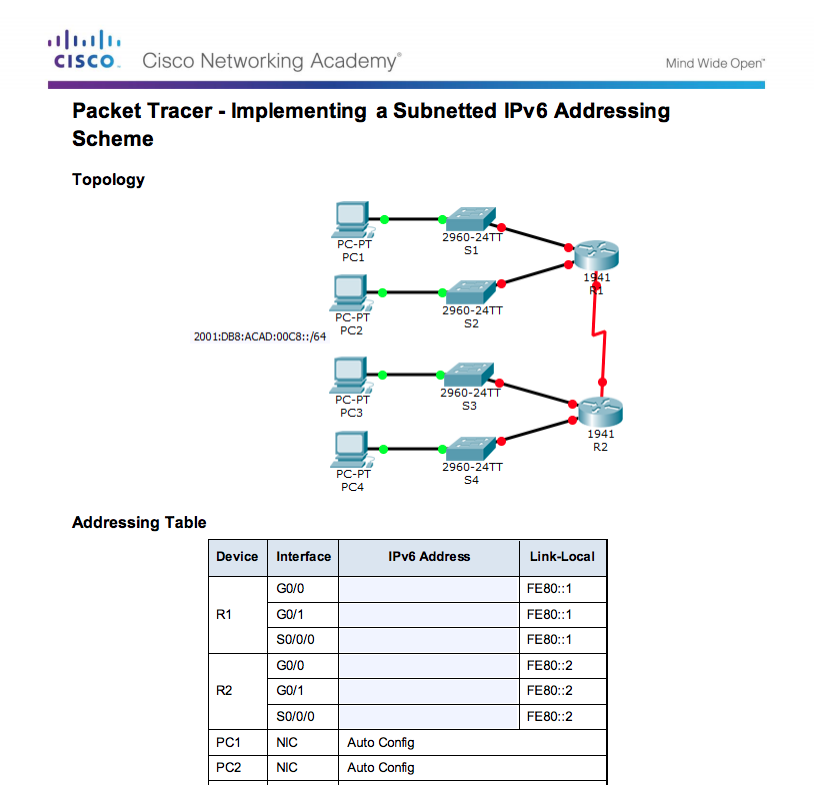 CISCO
Cisco Networking Academy®
Mind Wide Open™
Packet Tracer - Implementing a Subnetted IPv6 Addressing
Scheme
Topology
PC-PT
PC1
2960-24TT
S1
1941
R1
PC-PT
PC2
2960-24TT
S2
2001:DB8:ACAD:00C8::/64
PC-PT
PC3
2960-24TT
S3
1941
R2
PC-PT
PC4
2960-24TT
S4
Addressing Table
Device Interface IPv6 Address Link-Local
R1
G0/0 FE80::1
G0/1 FE80::1
S0/0/0 FE80::1
R2
G0/0 FE80::2
G0/1 FE80::2
S0/0/0 FE80::2
PC1 NIC Auto Config
PC2 NIC Auto Config